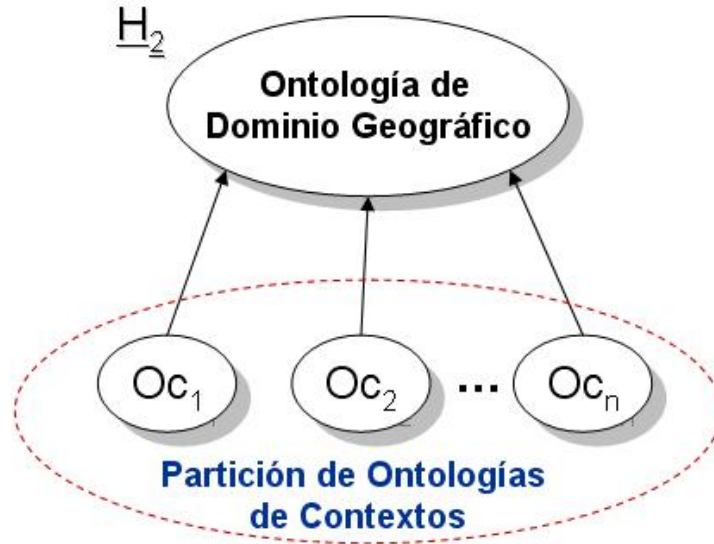 H₂
Ontología de
Dominio Geográfico
Oc₁ Oc₂ ... Ocₙ
Partición de Ontologías
de Contextos